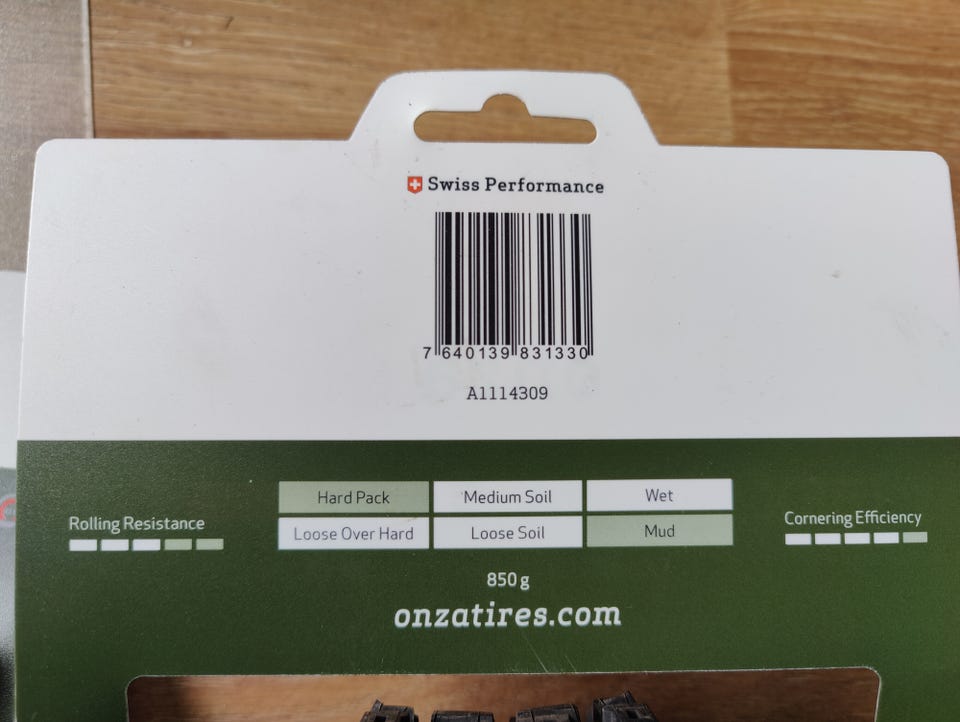 Swiss Performance
7 640139 831330
A1114309
Hard Pack Medium Soil Wet
Rolling Resistance Loose Over Hard Loose Soil Mud Cornering Efficiency
850 g
onzatires.com